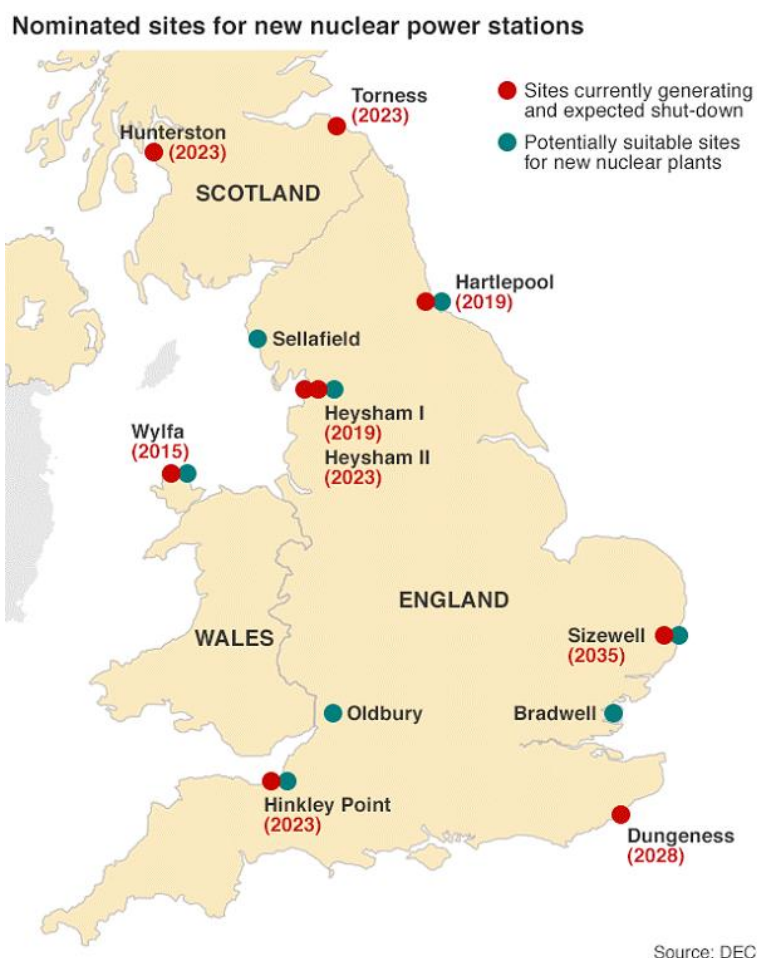 Nominated sites for new nuclear power stations
Sites currently generating
and expected shut-down
Potentially suitable sites
for new nuclear plants
Torness
(2023)
Hunterston
(2023)
SCOTLAND
Hartlepool
(2019)
Sellafield
Heysham I
(2019)
Heysham II
(2023)
Wylfa
(2015)
ENGLAND
WALES
Sizewell
(2035)
Oldbury
Bradwell
Hinkley Point
(2023)
Dungeness
(2028)
Source: DEC